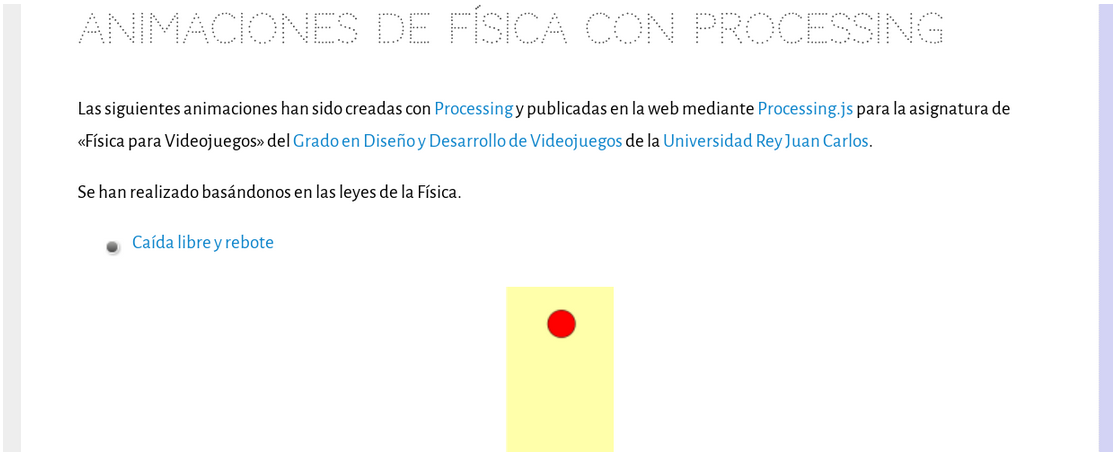 ANIMACIONES DE FÍSICA CON PROCESSING
Las siguientes animaciones han sido creadas con Processing y publicadas en la web mediante Processing.js para la asignatura de
«Física para Videojuegos» del Grado en Diseño y Desarrollo de Videojuegos de la Universidad Rey Juan Carlos.
Se han realizado basándonos en las leyes de la Física.
Caída libre y rebote